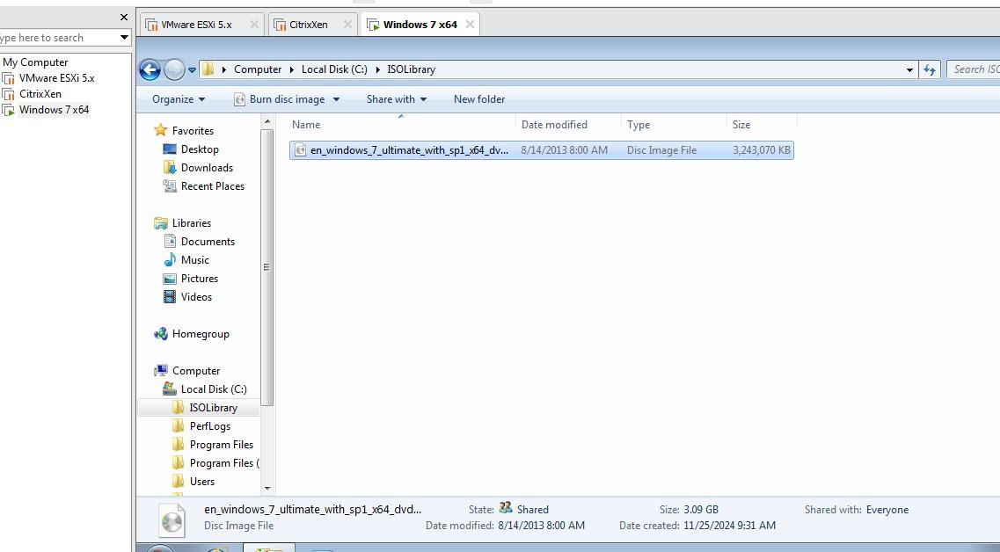 VMware ESXi 5.x
CitrixXen
Windows 7 x64
ype here to search
My Computer
VMware ESXi 5.x
CitrixXen
Windows 7 x64
Computer
Local Disk (C:)
ISOLibrary
Search ISO
Organize
Burn disc image
Share with
New folder
Favorites
Desktop
Downloads
Recent Places
Libraries
Documents
Music
Pictures
Videos
Homegroup
Computer
Local Disk (C:)
ISOLibrary
PerfLogs
Program Files
Program Files (
Users
Name Date modified Type Size
en_windows_7_ultimate_with_sp1_x64_dv... 8/14/2013 8:00 AM Disc Image File 3,243,070 KB
en_windows_7_ultimate_with_sp1_x64_dvd... State: Shared Size: 3.09 GB Shared with: Everyone
Disc Image File Date modified: 8/14/2013 8:00 AM Date created: 11/25/2024 9:31 AM